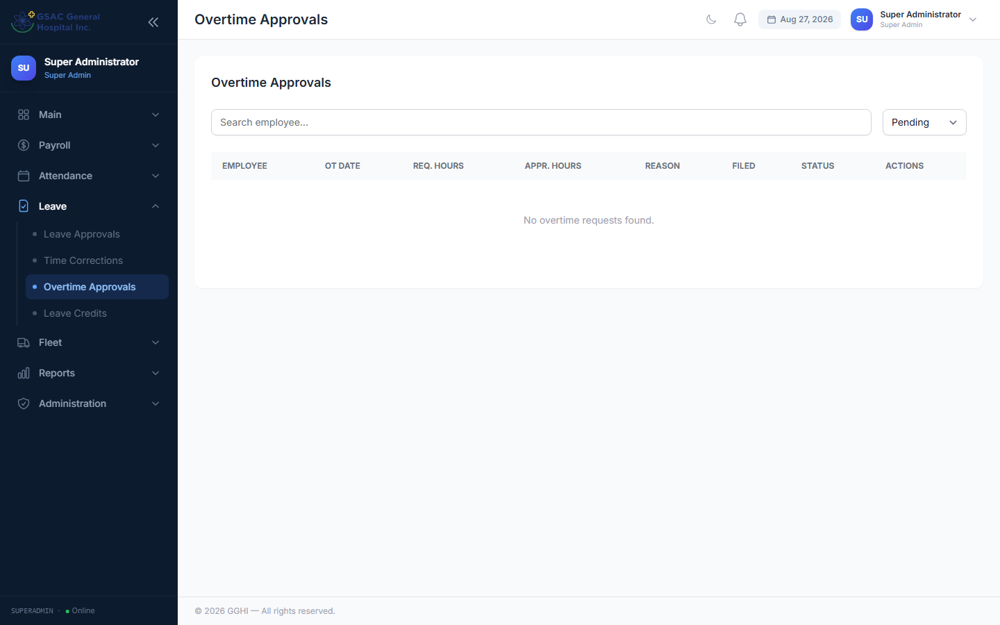 GSAC General
Hospital Inc.
SU
Super Administrator
Super Admin
Main
Payroll
Attendance
Leave
Leave Approvals
Time Corrections
Overtime Approvals
Leave Credits
Fleet
Reports
Administration
SUPERADMIN · Online
Overtime Approvals
Aug 27, 2026
SU
Super Administrator
Super Admin
Overtime Approvals
Search employee...
Pending
EMPLOYEE OT DATE REQ. HOURS APPR. HOURS REASON FILED STATUS ACTIONS
No overtime requests found.
© 2026 GGHI — All rights reserved.